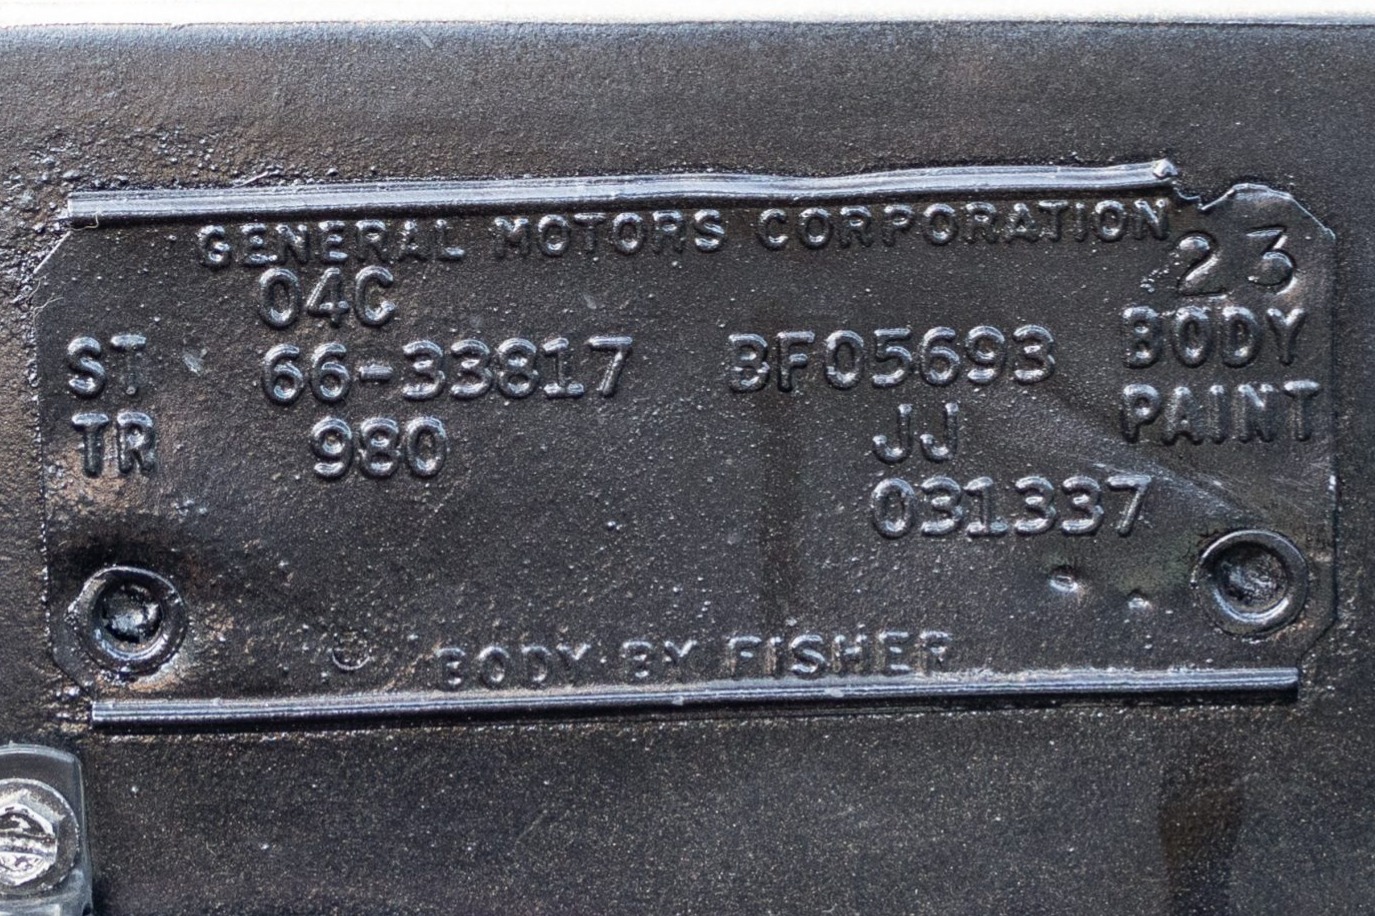 GENERAL MOTORS CORPORATION
23
04C
ST 66-33817 BF05693 BODY
TR 980 JJ PAINT
031337
BODY BY FISHER